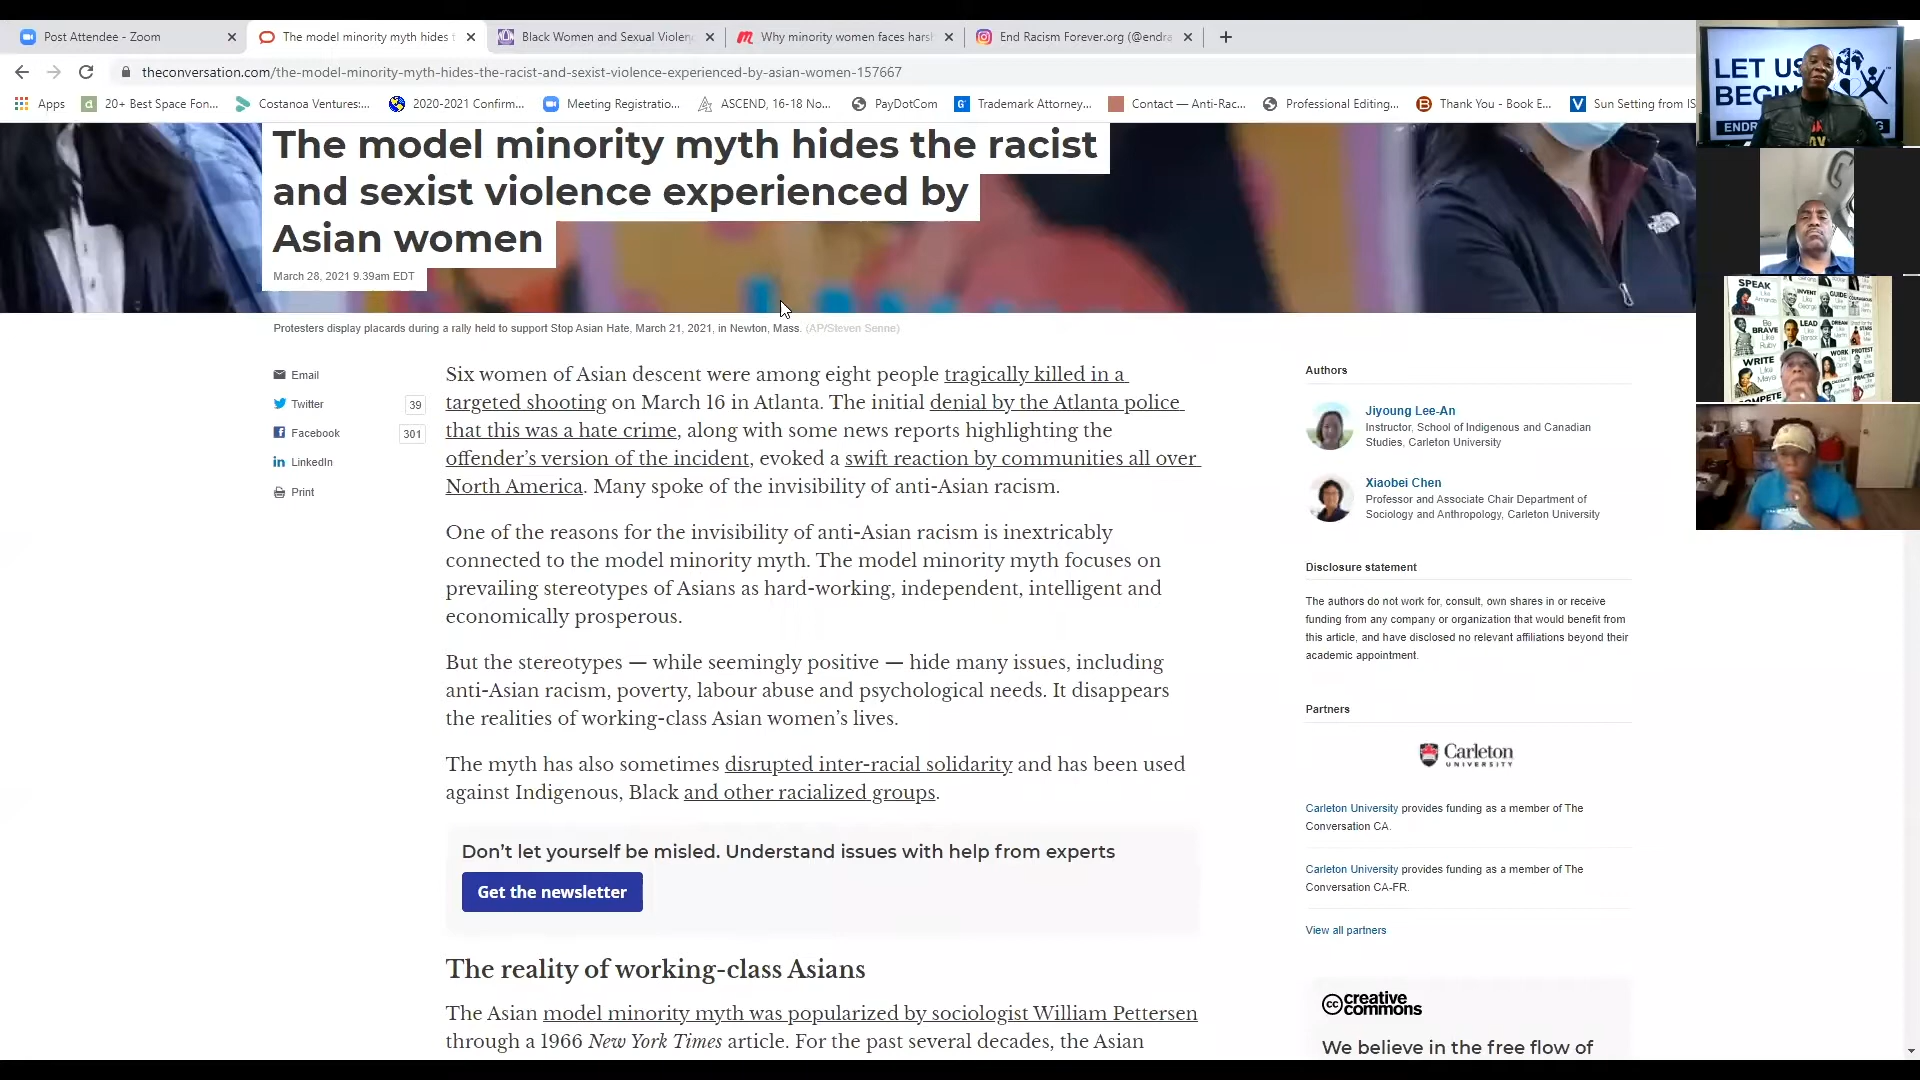 Post Attendee - Zoom
The model minority myth hides t
Black Women and Sexual Violen
Why minority women faces harsh
End Racism Forever.org (@endra
theconversation.com/the-model-minority-myth-hides-the-racist-and-sexist-violence-experienced-by-asian-women-157667
Apps
20+ Best Space Fon...
Costanoa Ventures:...
2020-2021 Confirm...
Meeting Registratio...
ASCEND, 16-18 No...
PayDotCom
Trademark Attorney...
Contact — Anti-Rac...
Professional Editing...
Thank You - Book E...
Sun Setting from IS
The model minority myth hides the racist
and sexist violence experienced by
Asian women
March 28, 2021 9.39am EDT
Protesters display placards during a rally held to support Stop Asian Hate, March 21, 2021, in Newton, Mass. (AP/Steven Senne)
Email
Twitter 39
Facebook 301
LinkedIn
Print
Six women of Asian descent were among eight people tragically killed in a
targeted shooting on March 16 in Atlanta. The initial denial by the Atlanta police
that this was a hate crime, along with some news reports highlighting the
offender's version of the incident, evoked a swift reaction by communities all over
North America. Many spoke of the invisibility of anti-Asian racism.
One of the reasons for the invisibility of anti-Asian racism is inextricably
connected to the model minority myth. The model minority myth focuses on
prevailing stereotypes of Asians as hard-working, independent, intelligent and
economically prosperous.
But the stereotypes — while seemingly positive — hide many issues, including
anti-Asian racism, poverty, labour abuse and psychological needs. It disappears
the realities of working-class Asian women's lives.
The myth has also sometimes disrupted inter-racial solidarity and has been used
against Indigenous, Black and other racialized groups.
Don't let yourself be misled. Understand issues with help from experts
Get the newsletter
The reality of working-class Asians
The Asian model minority myth was popularized by sociologist William Pettersen
through a 1966 New York Times article. For the past several decades, the Asian
Authors
Jiyoung Lee-An
Instructor, School of Indigenous and Canadian
Studies, Carleton University
Xiaobei Chen
Professor and Associate Chair Department of
Sociology and Anthropology, Carleton University
Disclosure statement
The authors do not work for, consult, own shares in or receive
funding from any company or organization that would benefit from
this article, and have disclosed no relevant affiliations beyond their
academic appointment.
Partners
Carleton
UNIVERSITY
Carleton University provides funding as a member of The
Conversation CA.
Carleton University provides funding as a member of The
Conversation CA-FR.
View all partners
cc creative
commons
We believe in the free flow of
LET US
BEGIN
SPEAK
INVENT
GUIDE
BRAVE
LEAD
DREAM
WRITE
WORK
PROTEST